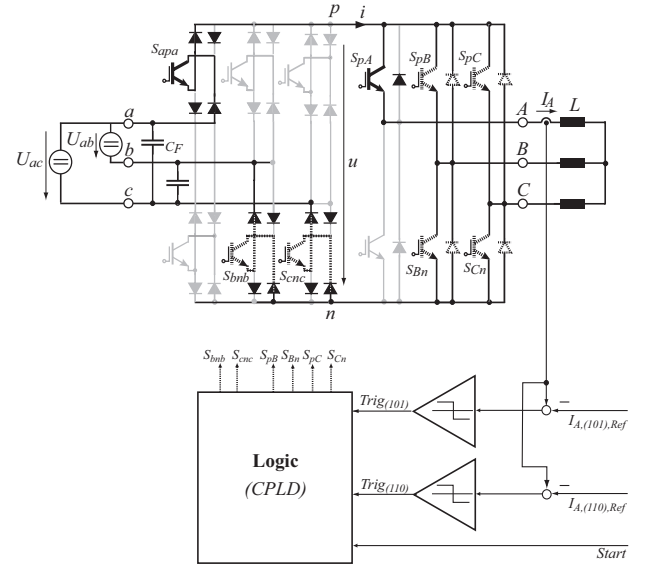 p
i
S_apa
S_pA
S_pB
S_pC
a
I_A
L
A
U_ab
U_ac
C_F
b
B
u
c
C
S_bnb
S_cnc
S_Bn
S_Cn
n
S_bnb S_cnc S_pB S_Bn S_pC S_Cn
Trig_(101)
−
I_A,(101),Ref
Logic
(CPLD)
Trig_(110)
−
I_A,(110),Ref
Start